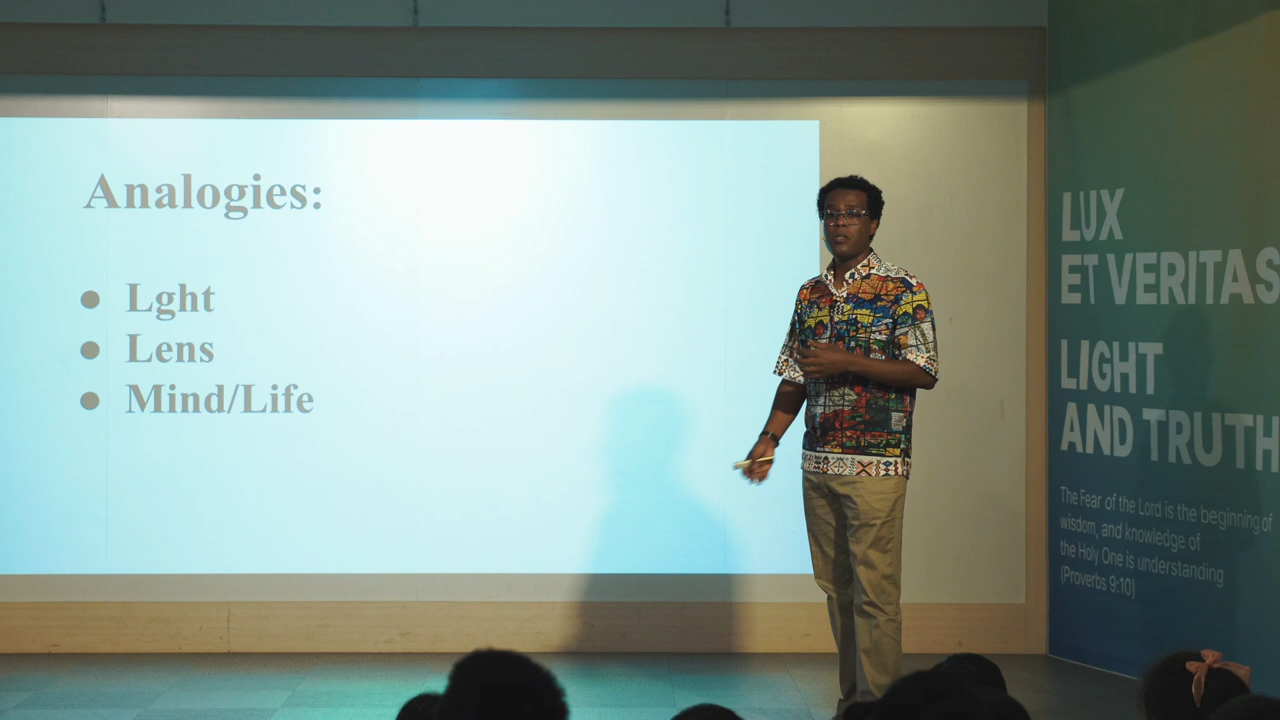 Analogies:
● Lght
● Lens
● Mind/Life
LUX
ET VERITAS
LIGHT
AND TRUTH
The Fear of the Lord is the beginning of
wisdom, and knowledge of
the Holy One is understanding
(Proverbs 9:10)